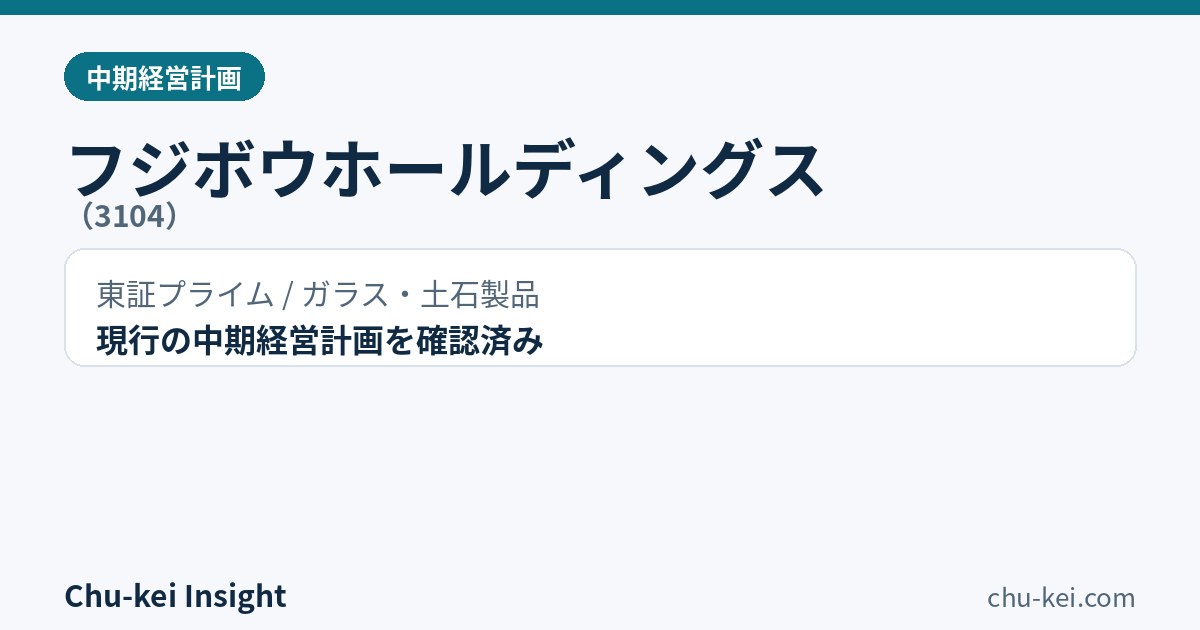 中期経営計画
フジボウホールディングス
（3104）
東証プライム / ガラス・土石製品
現行の中期経営計画を確認済み
Chu-kei Insight
chu-kei.com